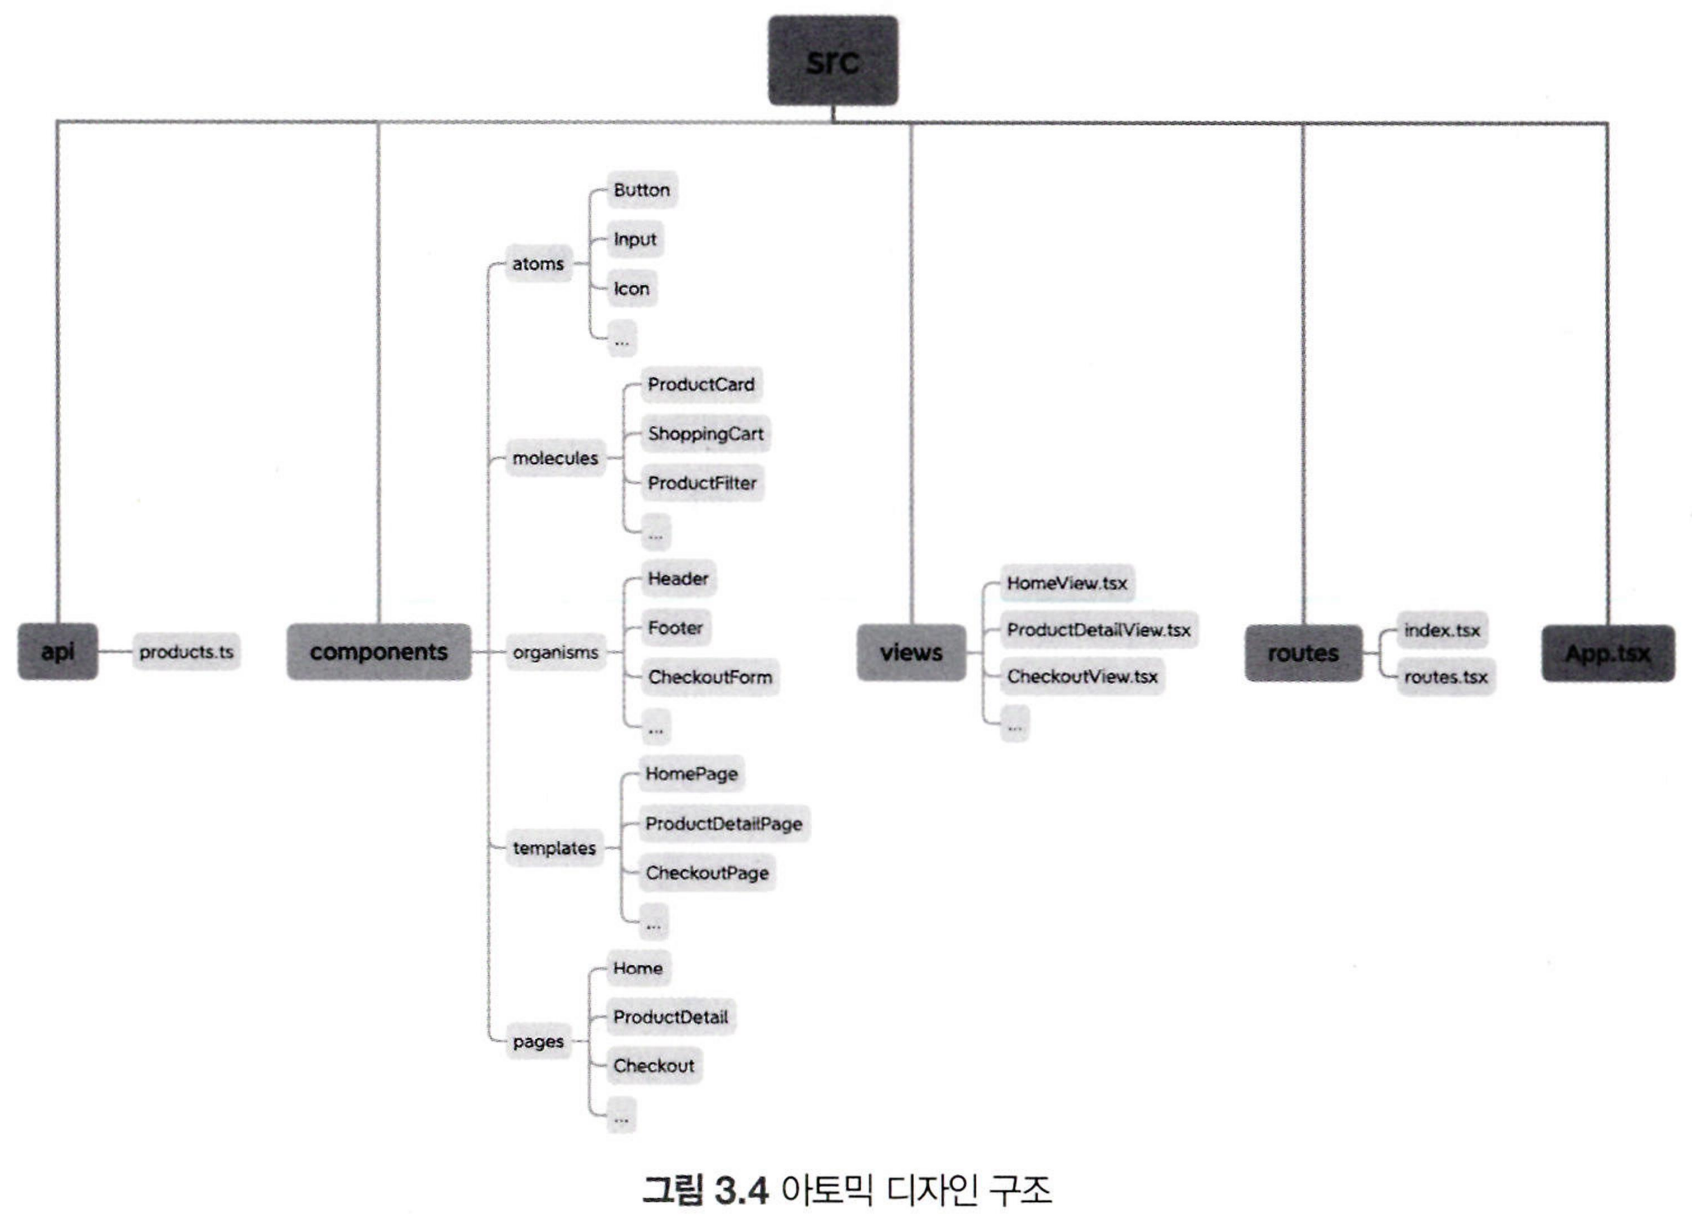 src
api
products.ts
components
atoms
Button
Input
Icon
...
molecules
ProductCard
ShoppingCart
ProductFilter
...
organisms
Header
Footer
CheckoutForm
...
templates
HomePage
ProductDetailPage
CheckoutPage
...
pages
Home
ProductDetail
Checkout
...
views
HomeView.tsx
ProductDetailView.tsx
CheckoutView.tsx
...
routes
index.tsx
routes.tsx
App.tsx
그림 3.4 아토믹 디자인 구조